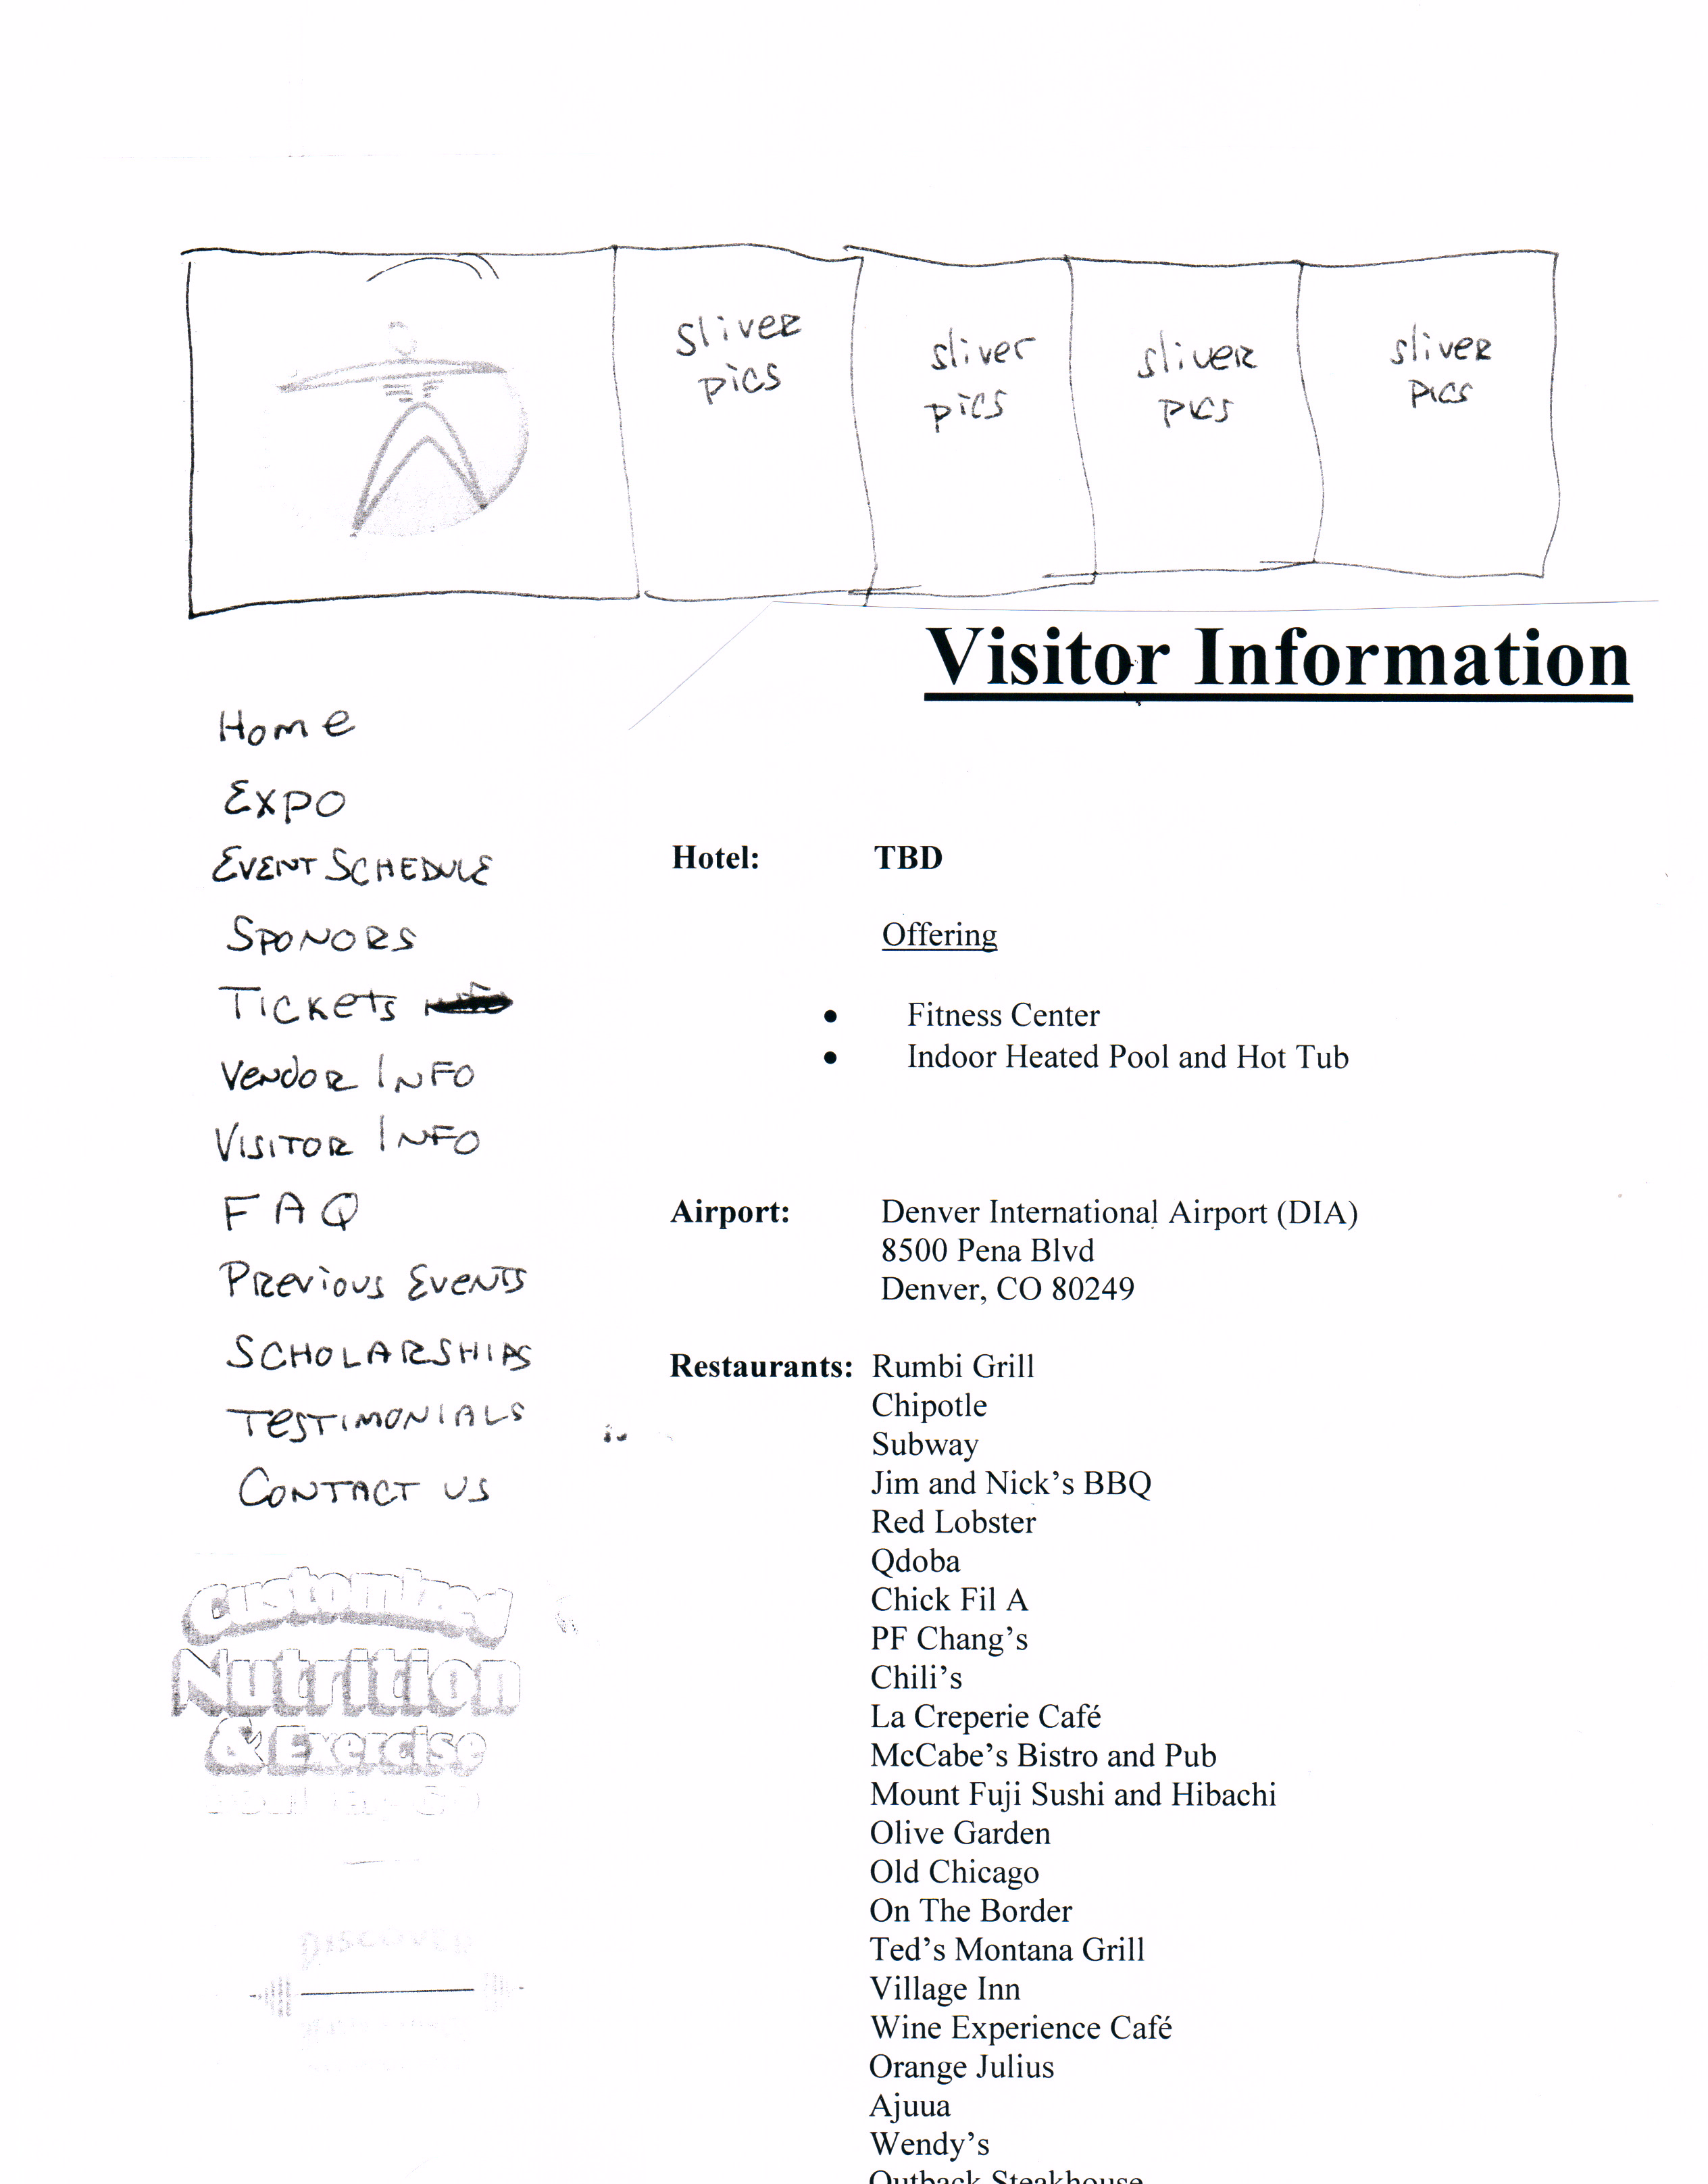 sliver
pics
sliver
pics
sliver
pics
sliver
pics
Visitor Information
Home
Expo
Event Schedule
Sponors
Tickets
Vendor Info
Visitor Info
FAQ
Previous Events
Scholarships
Testimonials
Contact us
Customized
Nutrition
& Exercise
DISCOVER
Hotel: TBD
Offering
• Fitness Center
• Indoor Heated Pool and Hot Tub
Airport: Denver International Airport (DIA)
8500 Pena Blvd
Denver, CO 80249
Restaurants: Rumbi Grill
Chipotle
Subway
Jim and Nick’s BBQ
Red Lobster
Qdoba
Chick Fil A
PF Chang’s
Chili’s
La Creperie Café
McCabe’s Bistro and Pub
Mount Fuji Sushi and Hibachi
Olive Garden
Old Chicago
On The Border
Ted’s Montana Grill
Village Inn
Wine Experience Café
Orange Julius
Ajuua
Wendy’s
Outback Steakhouse